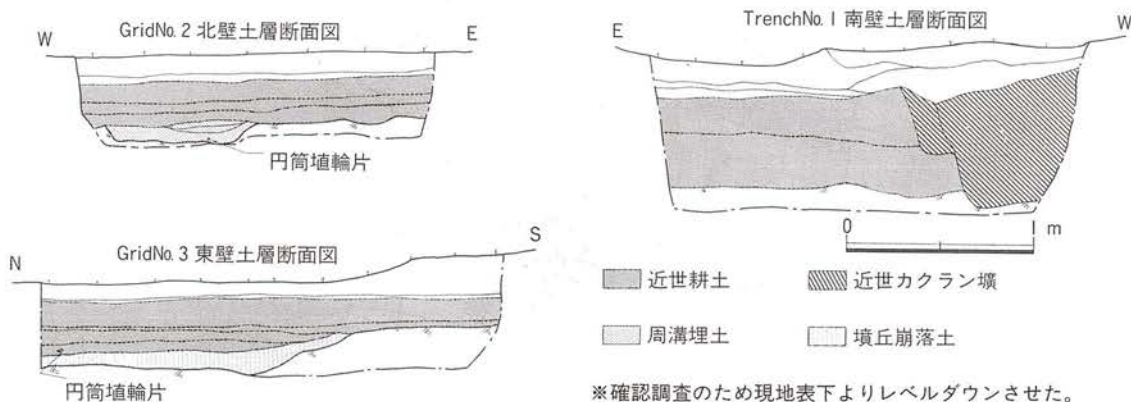 GridNo. 2 北壁土層断面図
W
E
円筒埴輪片
GridNo. 3 東壁土層断面図
N
S
円筒埴輪片
TrenchNo. 1 南壁土層断面図
E
W
0
1 m
近世耕土
近世カクラン壙
周溝埋土
墳丘崩落土
※確認調査のため現地表下よりレベルダウンさせた。